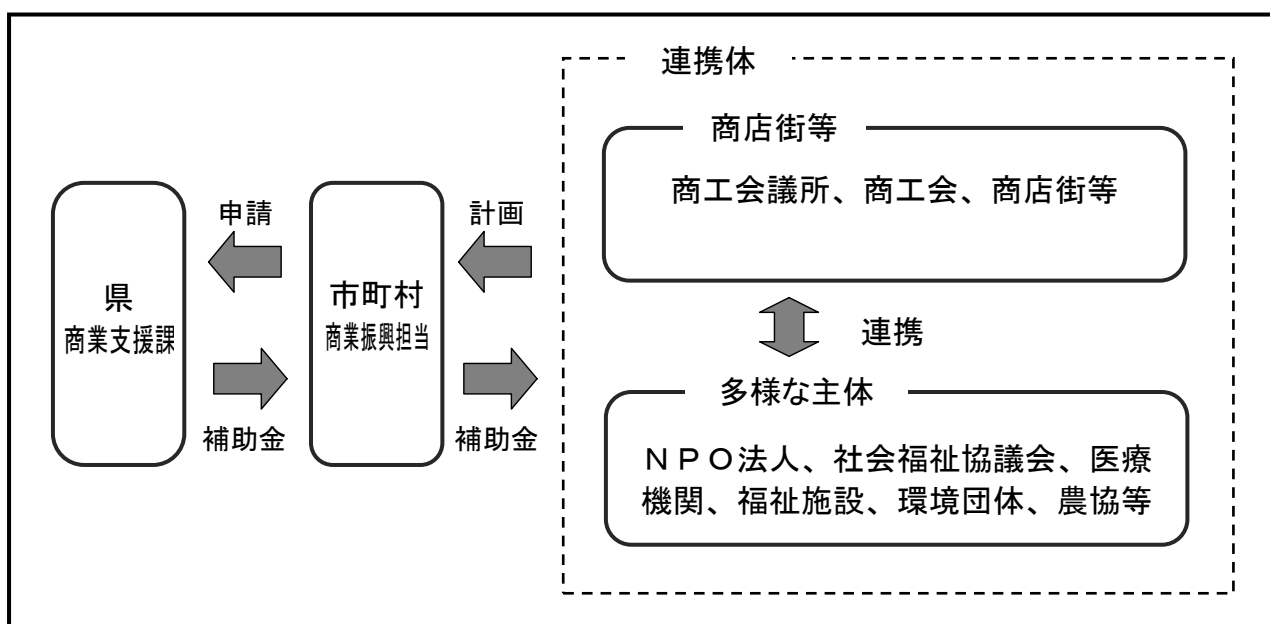 連携体
商店街等
商工会議所、商工会、商店街等
申請
計画
県
商業支援課
市町村
商業振興担当
連携
補助金
補助金
多様な主体
ＮＰＯ法人、社会福祉協議会、医療
機関、福祉施設、環境団体、農協等